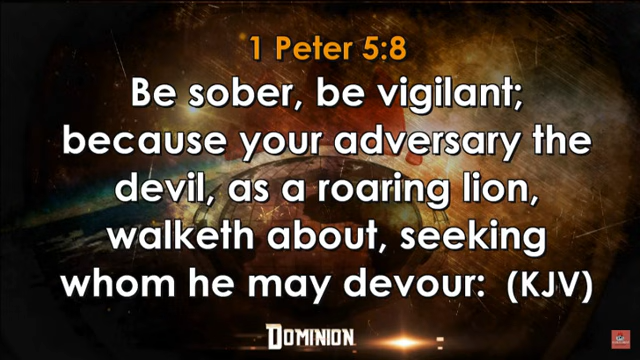 1 Peter 5:8
Be sober, be vigilant;
because your adversary the
devil, as a roaring lion,
walketh about, seeking
whom he may devour: (KJV)
DOMINION